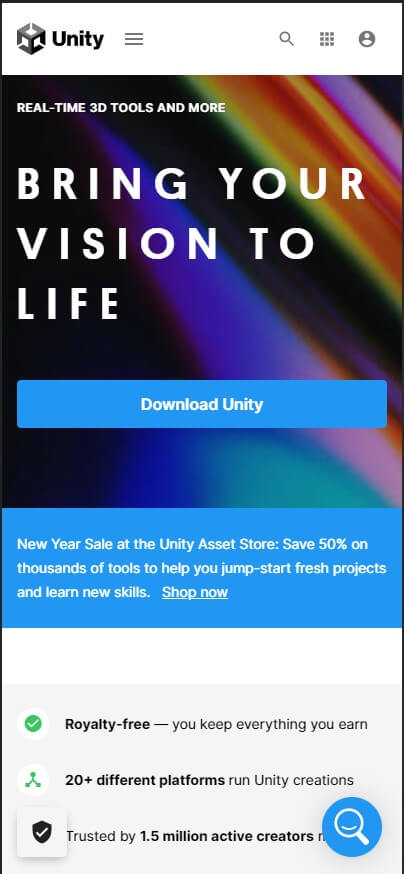 Unity
REAL-TIME 3D TOOLS AND MORE
BRING YOUR
VISION TO
LIFE
Download Unity
New Year Sale at the Unity Asset Store: Save 50% on
thousands of tools to help you jump-start fresh projects
and learn new skills. Shop now
Royalty-free — you keep everything you earn
20+ different platforms run Unity creations
Trusted by 1.5 million active creators